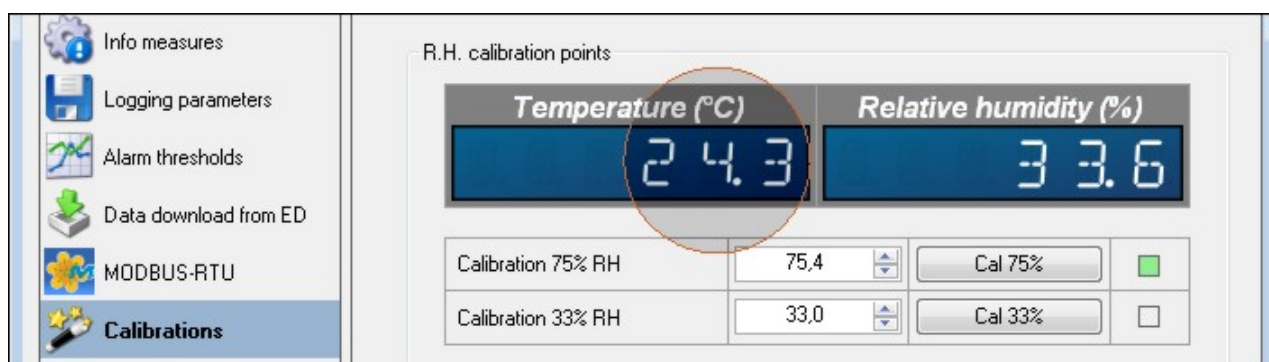 Info measures
Logging parameters
Alarm thresholds
Data download from ED
MODBUS-RTU
Calibrations
R.H. calibration points
Temperature (°C) Relative humidity (%)
24.3 33.6
Calibration 75% RH 75,4 Cal 75%
Calibration 33% RH 33,0 Cal 33%